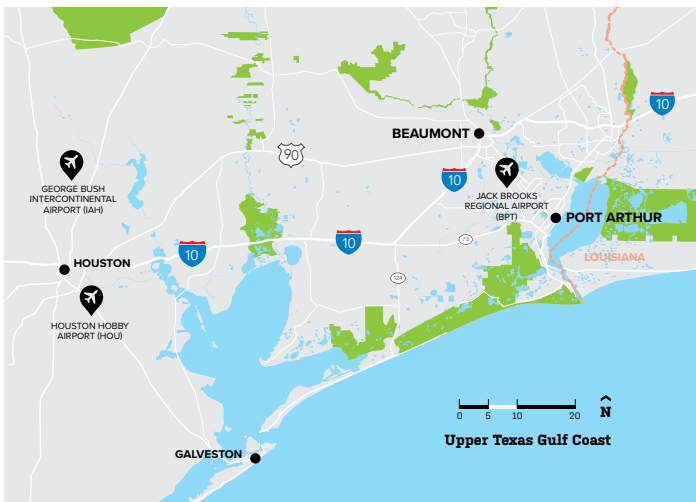 10
BEAUMONT
90
10
GEORGE BUSH
INTERCONTINENTAL
AIRPORT (IAH)
JACK BROOKS
REGIONAL AIRPORT
(BPT)
PORT ARTHUR
73
10
10
LOUISIANA
HOUSTON
124
HOUSTON HOBBY
AIRPORT (HOU)
0 5 10 20
N
Upper Texas Gulf Coast
GALVESTON